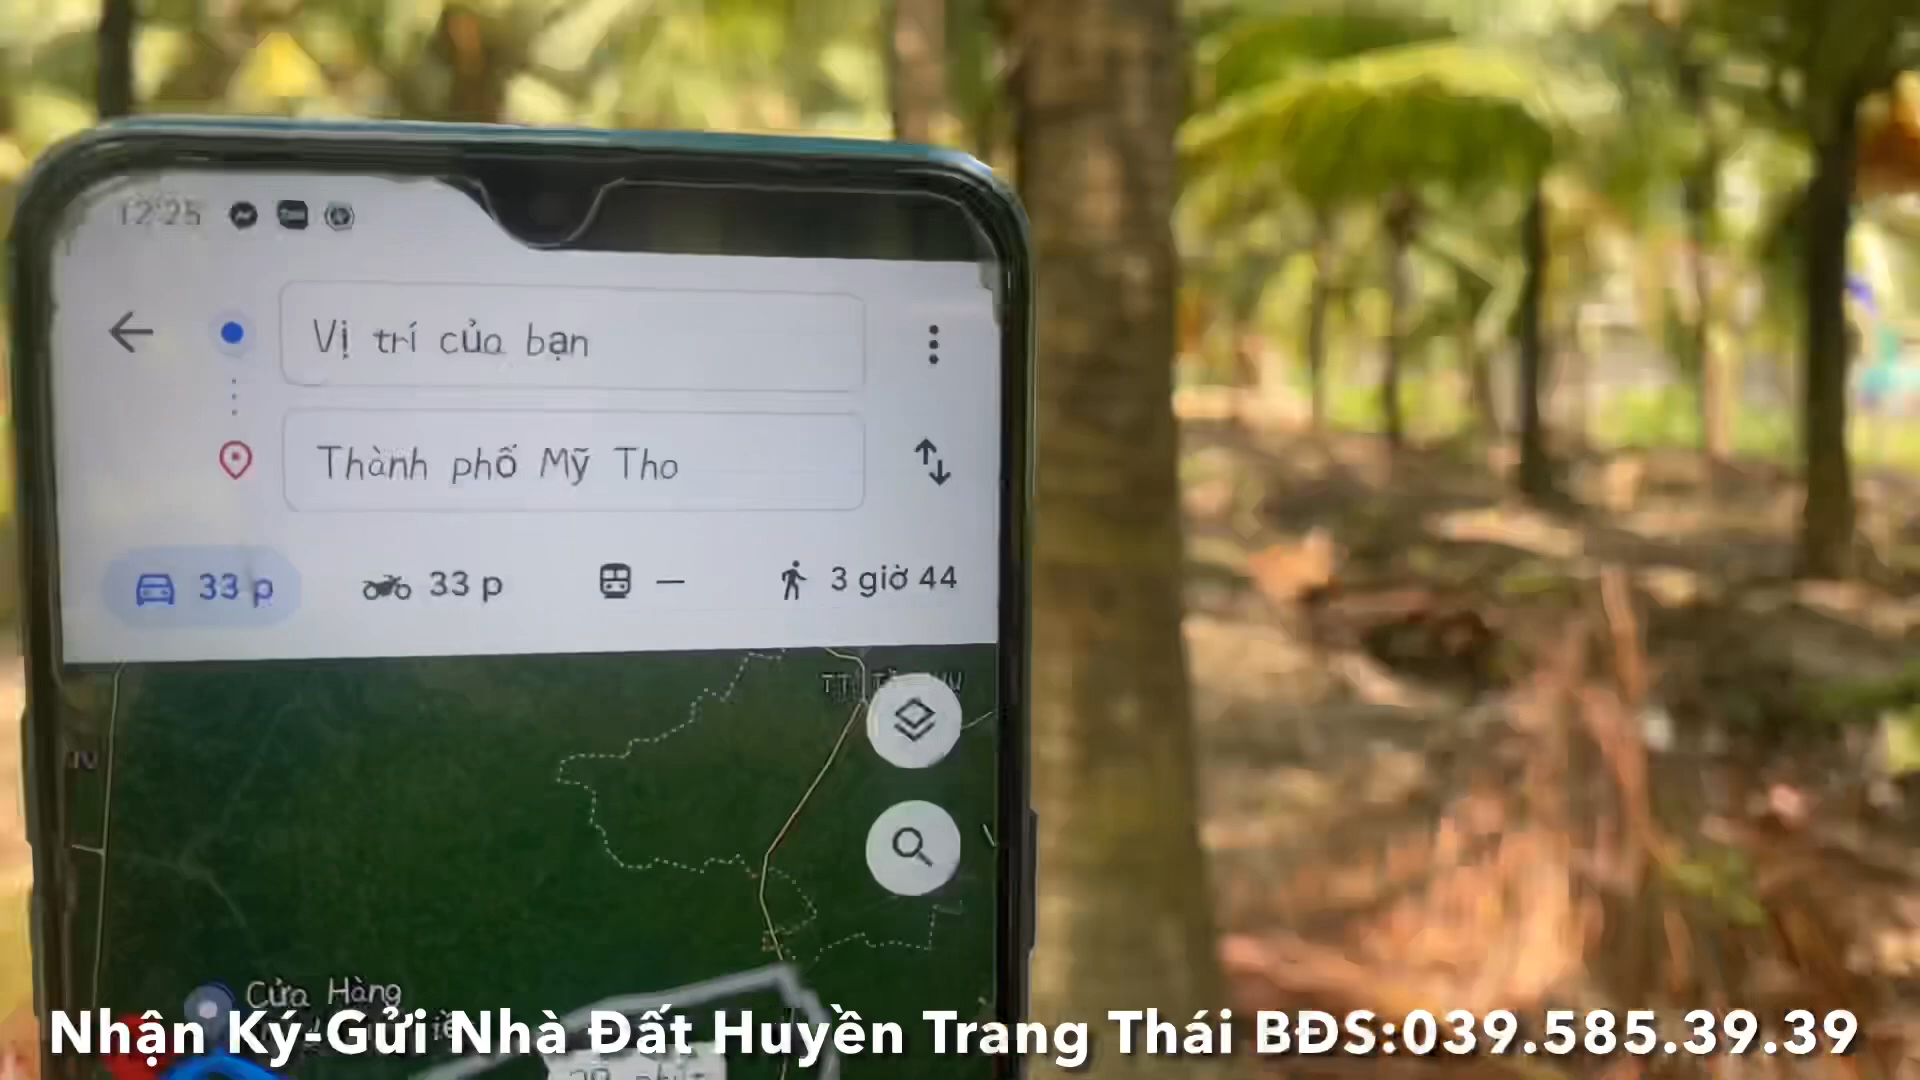 12:25
Vị trí của bạn
Thành phố Mỹ Tho
33 p
33 p
—
3 giờ 44
Cửa Hàng
Nhận Ký-Gửi Nhà Đất Huyền Trang Thái BĐS:039.585.39.39